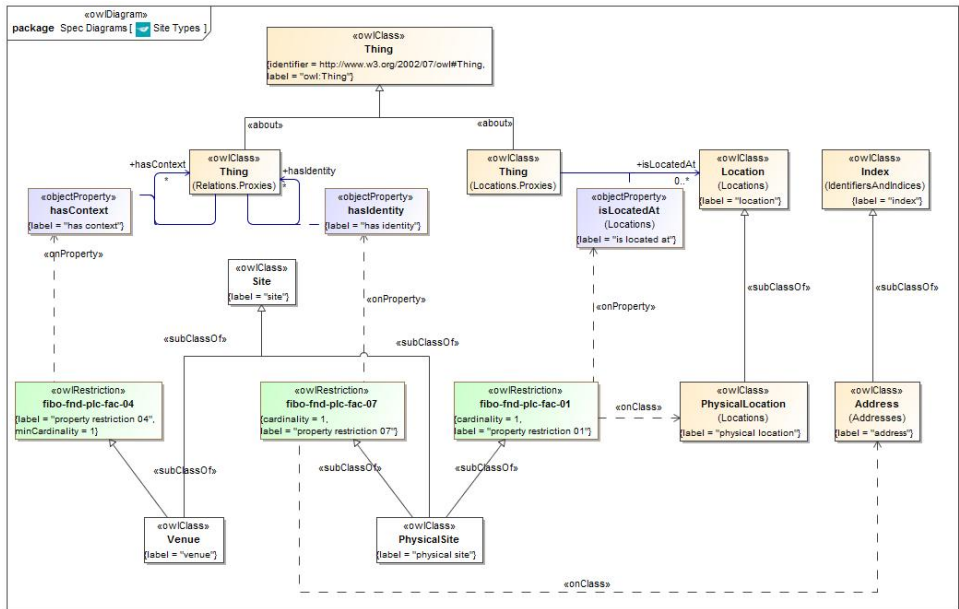 «owlDiagram»
package Spec Diagrams [ Site Types ]
«owlClass»
Thing
{identifier = http://www.w3.org/2002/07/owl#Thing,
label = "owl:Thing"}
«about»
«about»
+hasContext
*
«owlClass»
Thing
(Relations.Proxies)
+hasIdentity
*
«owlClass»
Thing
(Locations.Proxies)
+isLocatedAt
0..*
«owlClass»
Location
(Locations)
{label = "location"}
«owlClass»
Index
(IdentifiersAndIndices)
{label = "index"}
«objectProperty»
hasContext
{label = "has context"}
«objectProperty»
hasIdentity
{label = "has identity"}
«objectProperty»
isLocatedAt
(Locations)
{label = "is located at"}
«onProperty»
«owlClass»
Site
{label = "site"}
«onProperty»
«onProperty»
«subClassOf»
«subClassOf»
«subClassOf»
«subClassOf»
«owlRestriction»
fibo-fnd-plc-fac-04
{label = "property restriction 04",
minCardinality = 1}
«owlRestriction»
fibo-fnd-plc-fac-07
{cardinality = 1,
label = "property restriction 07"}
«owlRestriction»
fibo-fnd-plc-fac-01
{cardinality = 1,
label = "property restriction 01"}
«onClass»
«owlClass»
PhysicalLocation
(Locations)
{label = "physical location"}
«owlClass»
Address
(Addresses)
{label = "address"}
«subClassOf»
«subClassOf»
«subClassOf»
«owlClass»
Venue
{label = "venue"}
«owlClass»
PhysicalSite
{label = "physical site"}
«onClass»